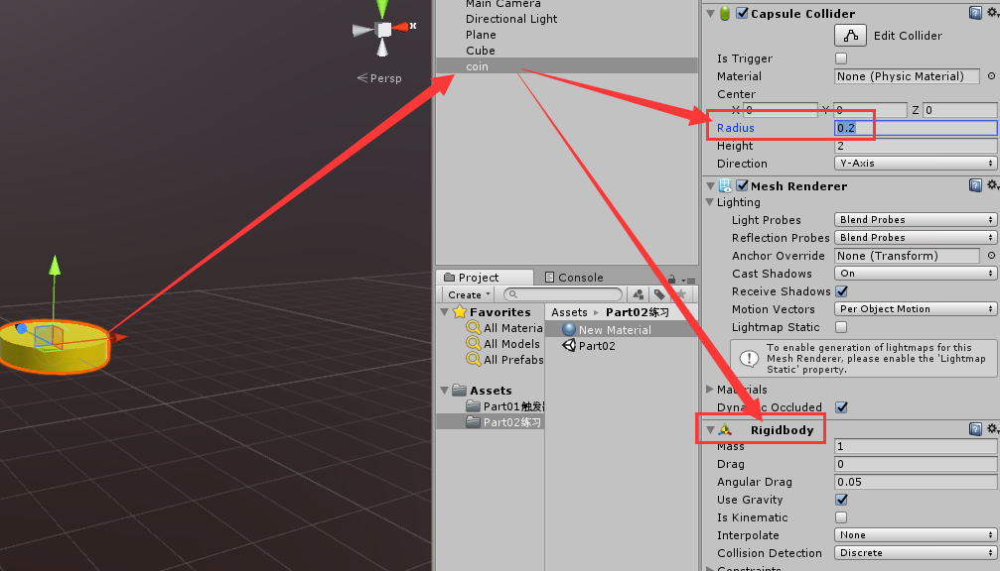 Main Camera
Directional Light
Plane
Cube
coin
x
Persp
Project
Console
Create
Favorites
All Materia
All Models
All Prefabs
Assets
Part01触发
Part02练习
Assets ▸ Part02练习
New Material
Part02
Capsule Collider
Edit Collider
Is Trigger
Material None (Physic Material)
Center
X 0 Y 0 Z 0
Radius 0.2
Height 2
Direction Y-Axis
Mesh Renderer
Lighting
Light Probes Blend Probes
Reflection Probes Blend Probes
Anchor Override None (Transform)
Cast Shadows On
Receive Shadows
Motion Vectors Per Object Motion
Lightmap Static
To enable generation of lightmaps for this
Mesh Renderer, please enable the 'Lightmap
Static' property.
Materials
Dynamic Occluded
Rigidbody
Mass 1
Drag 0
Angular Drag 0.05
Use Gravity
Is Kinematic
Interpolate None
Collision Detection Discrete
Constraints